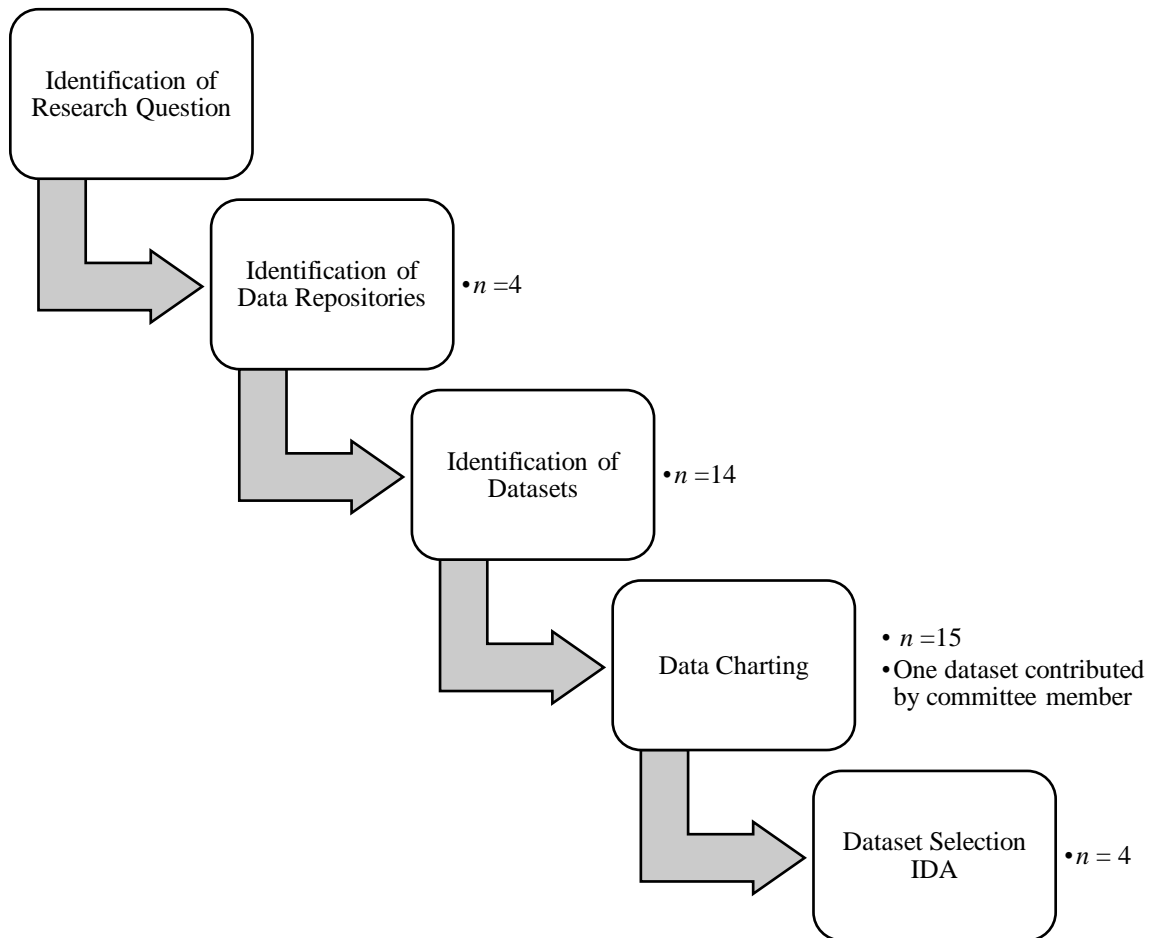 Identification of
Research Question
Identification of
Data Repositories
•n =4
Identification of
Datasets
•n =14
Data Charting
• n =15
•One dataset contributed
by committee member
Dataset Selection
IDA
•n = 4